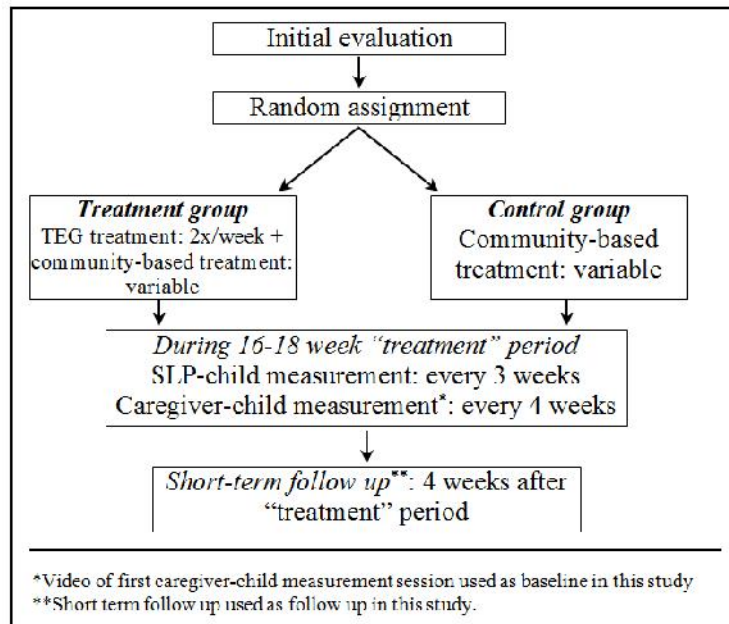 Initial evaluation
Random assignment
Treatment group
TEG treatment: 2x/week +
community-based treatment:
variable
Control group
Community-based
treatment: variable
During 16-18 week “treatment” period
SLP-child measurement: every 3 weeks
Caregiver-child measurement*: every 4 weeks
Short-term follow up**: 4 weeks after
“treatment” period
*Video of first caregiver-child measurement session used as baseline in this study
**Short term follow up used as follow up in this study.